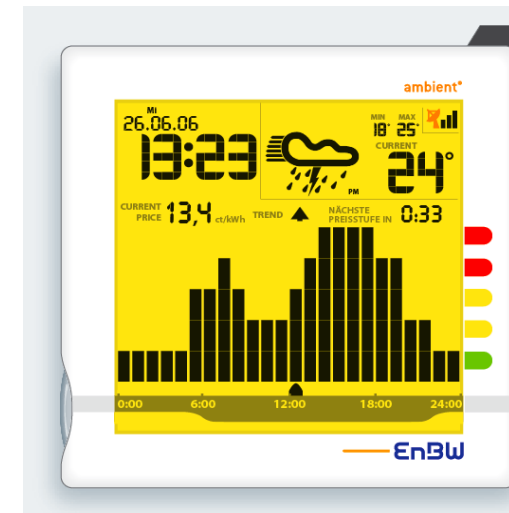 ambient°
Mi
26.06.06
13:23
PM
MIN MAX
18° 25°
CURRENT
24°
CURRENT PRICE 13,4 ct/kWh
TREND
NÄCHSTE PREISSTUFE IN 0:33
0:00 6:00 12:00 18:00 24:00
EnBW